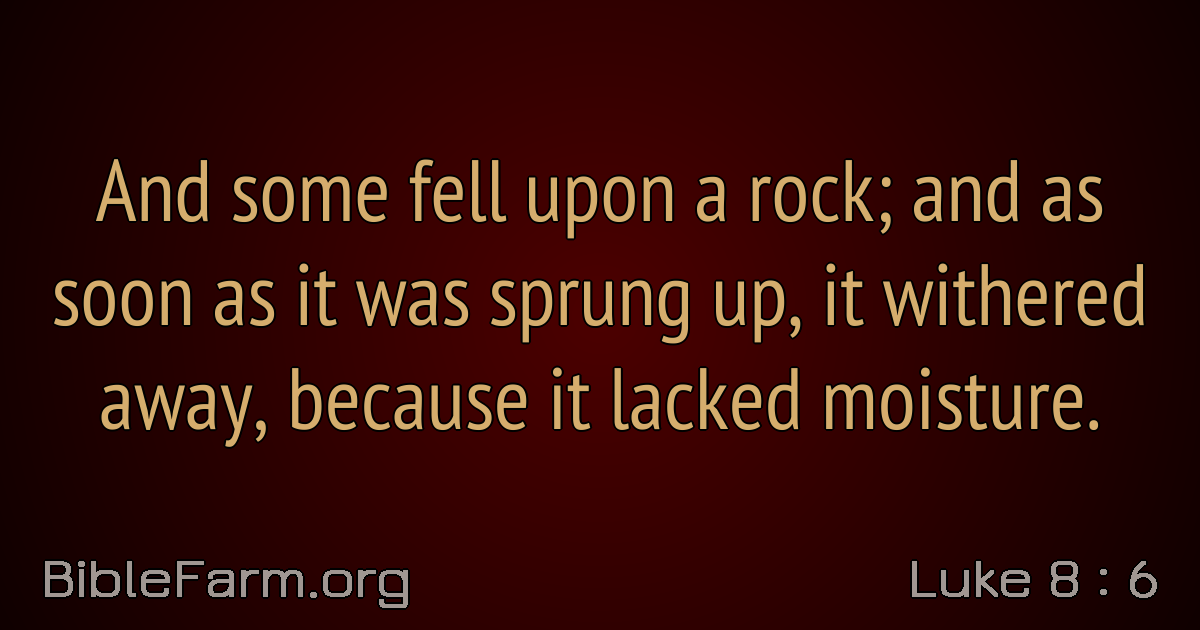 And some fell upon a rock; and as
soon as it was sprung up, it withered
away, because it lacked moisture.
BibleFarm.org
Luke 8 : 6